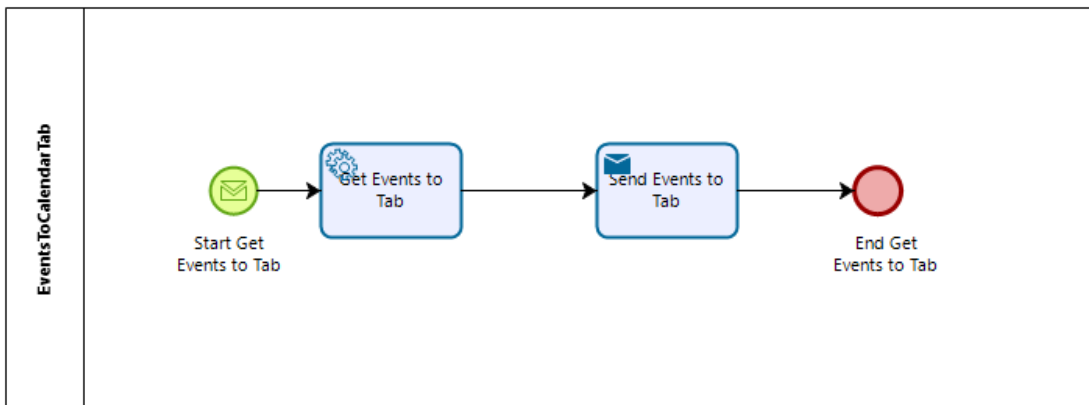 EventsToCalendarTab
Get Events to
Tab
Send Events to
Tab
Start Get
Events to Tab
End Get
Events to Tab